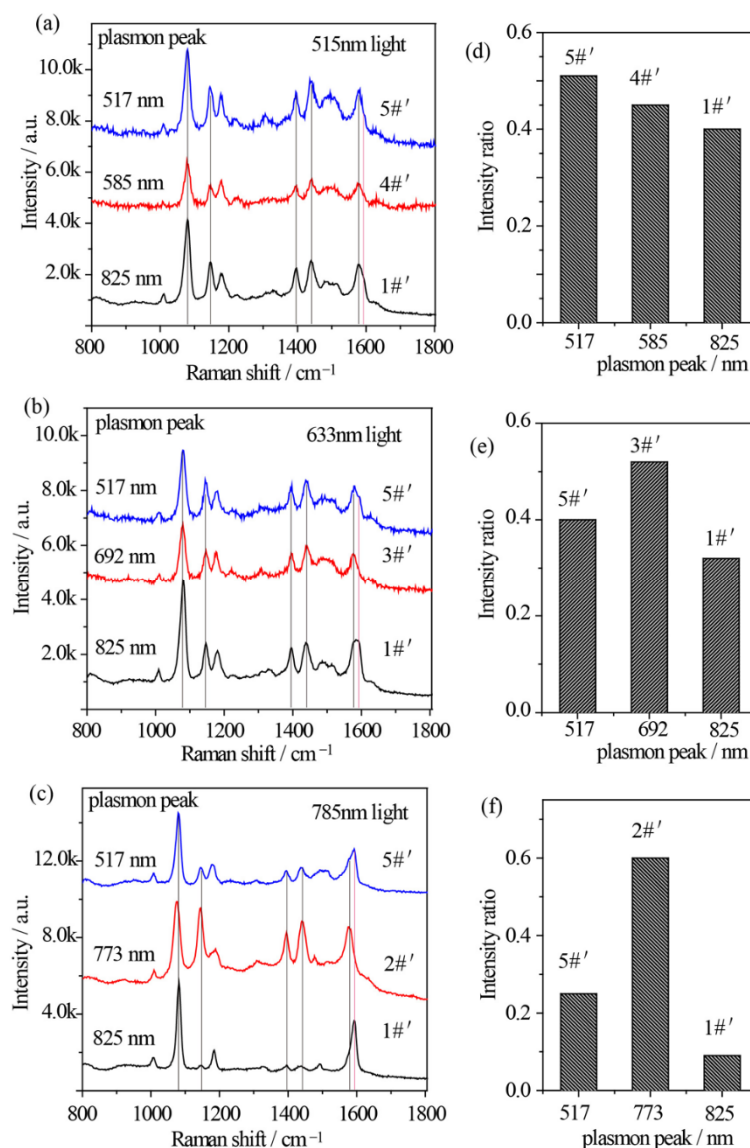 (a)
plasmon peak
515nm light
10.0k
517 nm
8.0k
5#′
6.0k
585 nm
4#′
4.0k
2.0k
825 nm
1#′
Intensity / a.u.
800 1000 1200 1400 1600 1800
Raman shift / cm−1
(d)
0.6
5#′
4#′
1#′
0.4
0.2
0.0
Intensity ratio
517 585 825
plasmon peak / nm
(b)
plasmon peak
633nm light
10.0k
517 nm
8.0k
5#′
6.0k
692 nm
3#′
4.0k
825 nm
1#′
2.0k
Intensity / a.u.
800 1000 1200 1400 1600 1800
Raman shift / cm−1
(e)
0.6
3#′
5#′
0.4
1#′
0.2
0.0
Intensity ratio
517 692 825
plasmon peak / nm
(c)
plasmon peak
785nm light
12.0k
517 nm
5#′
8.0k
773 nm
2#′
4.0k
825 nm
1#′
Intensity / a.u.
800 1000 1200 1400 1600 1800
Raman shift / cm−1
(f)
2#′
0.6
0.4
5#′
0.2
1#′
0.0
Intensity ratio
517 773 825
plasmon peak / nm